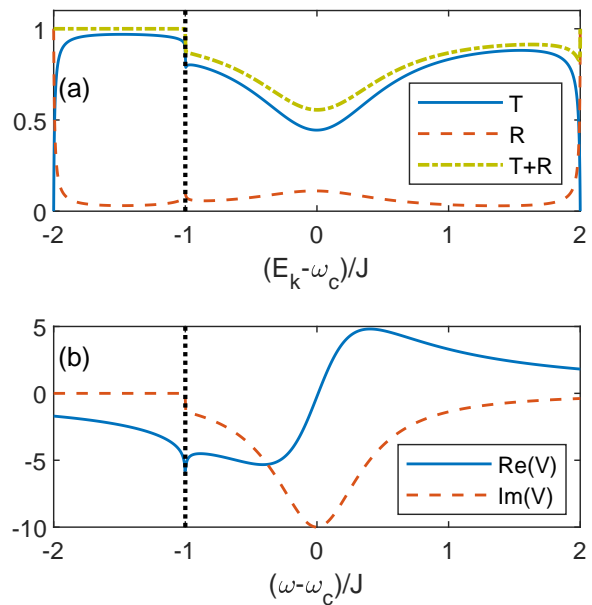 1
0.5
0
(a)
T
R
T+R
-2
-1
0
1
2
(E_k-ω_c)/J
5
0
-5
-10
(b)
Re(V)
Im(V)
-2
-1
0
1
2
(ω-ω_c)/J